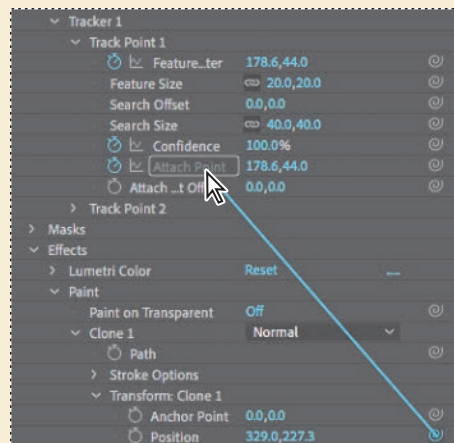 Tracker 1
Track Point 1
Feature...ter 178.6,44.0
Feature Size 20.0,20.0
Search Offset 0.0,0.0
Search Size 40.0,40.0
Confidence 100.0%
Attach Point 178.6,44.0
Attach ...t Off 0.0,0.0
Track Point 2
Masks
Effects
Lumetri Color Reset ...
Paint
Paint on Transparent Off
Clone 1 Normal
Path
Stroke Options
Transform: Clone 1
Anchor Point 0.0,0.0
Position 329.0,227.3